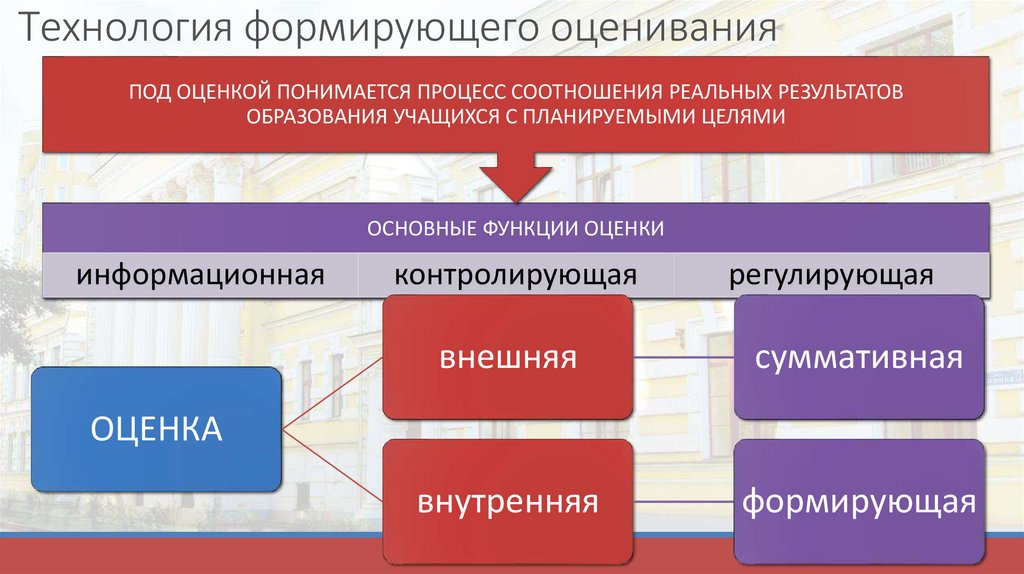 Технология формирующего оценивания
ПОД ОЦЕНКОЙ ПОНИМАЕТСЯ ПРОЦЕСС СООТНОШЕНИЯ РЕАЛЬНЫХ РЕЗУЛЬТАТОВ
ОБРАЗОВАНИЯ УЧАЩИХСЯ С ПЛАНИРУЕМЫМИ ЦЕЛЯМИ
ОСНОВНЫЕ ФУНКЦИИ ОЦЕНКИ
информационная контролирующая регулирующая
внешняя суммативная
ОЦЕНКА
внутренняя формирующая